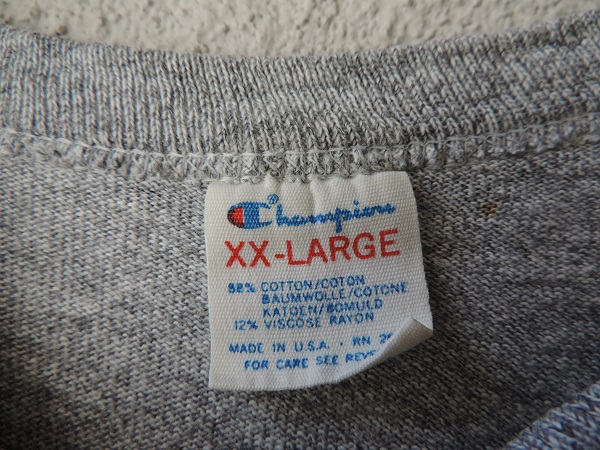 Champion
XX-LARGE
88% COTTON/COTON
BAUMWOLLE/COTONE
KATOEN/BOMULD
12% VISCOSE RAYON
MADE IN U.S.A. - RN
FOR CARE SEE